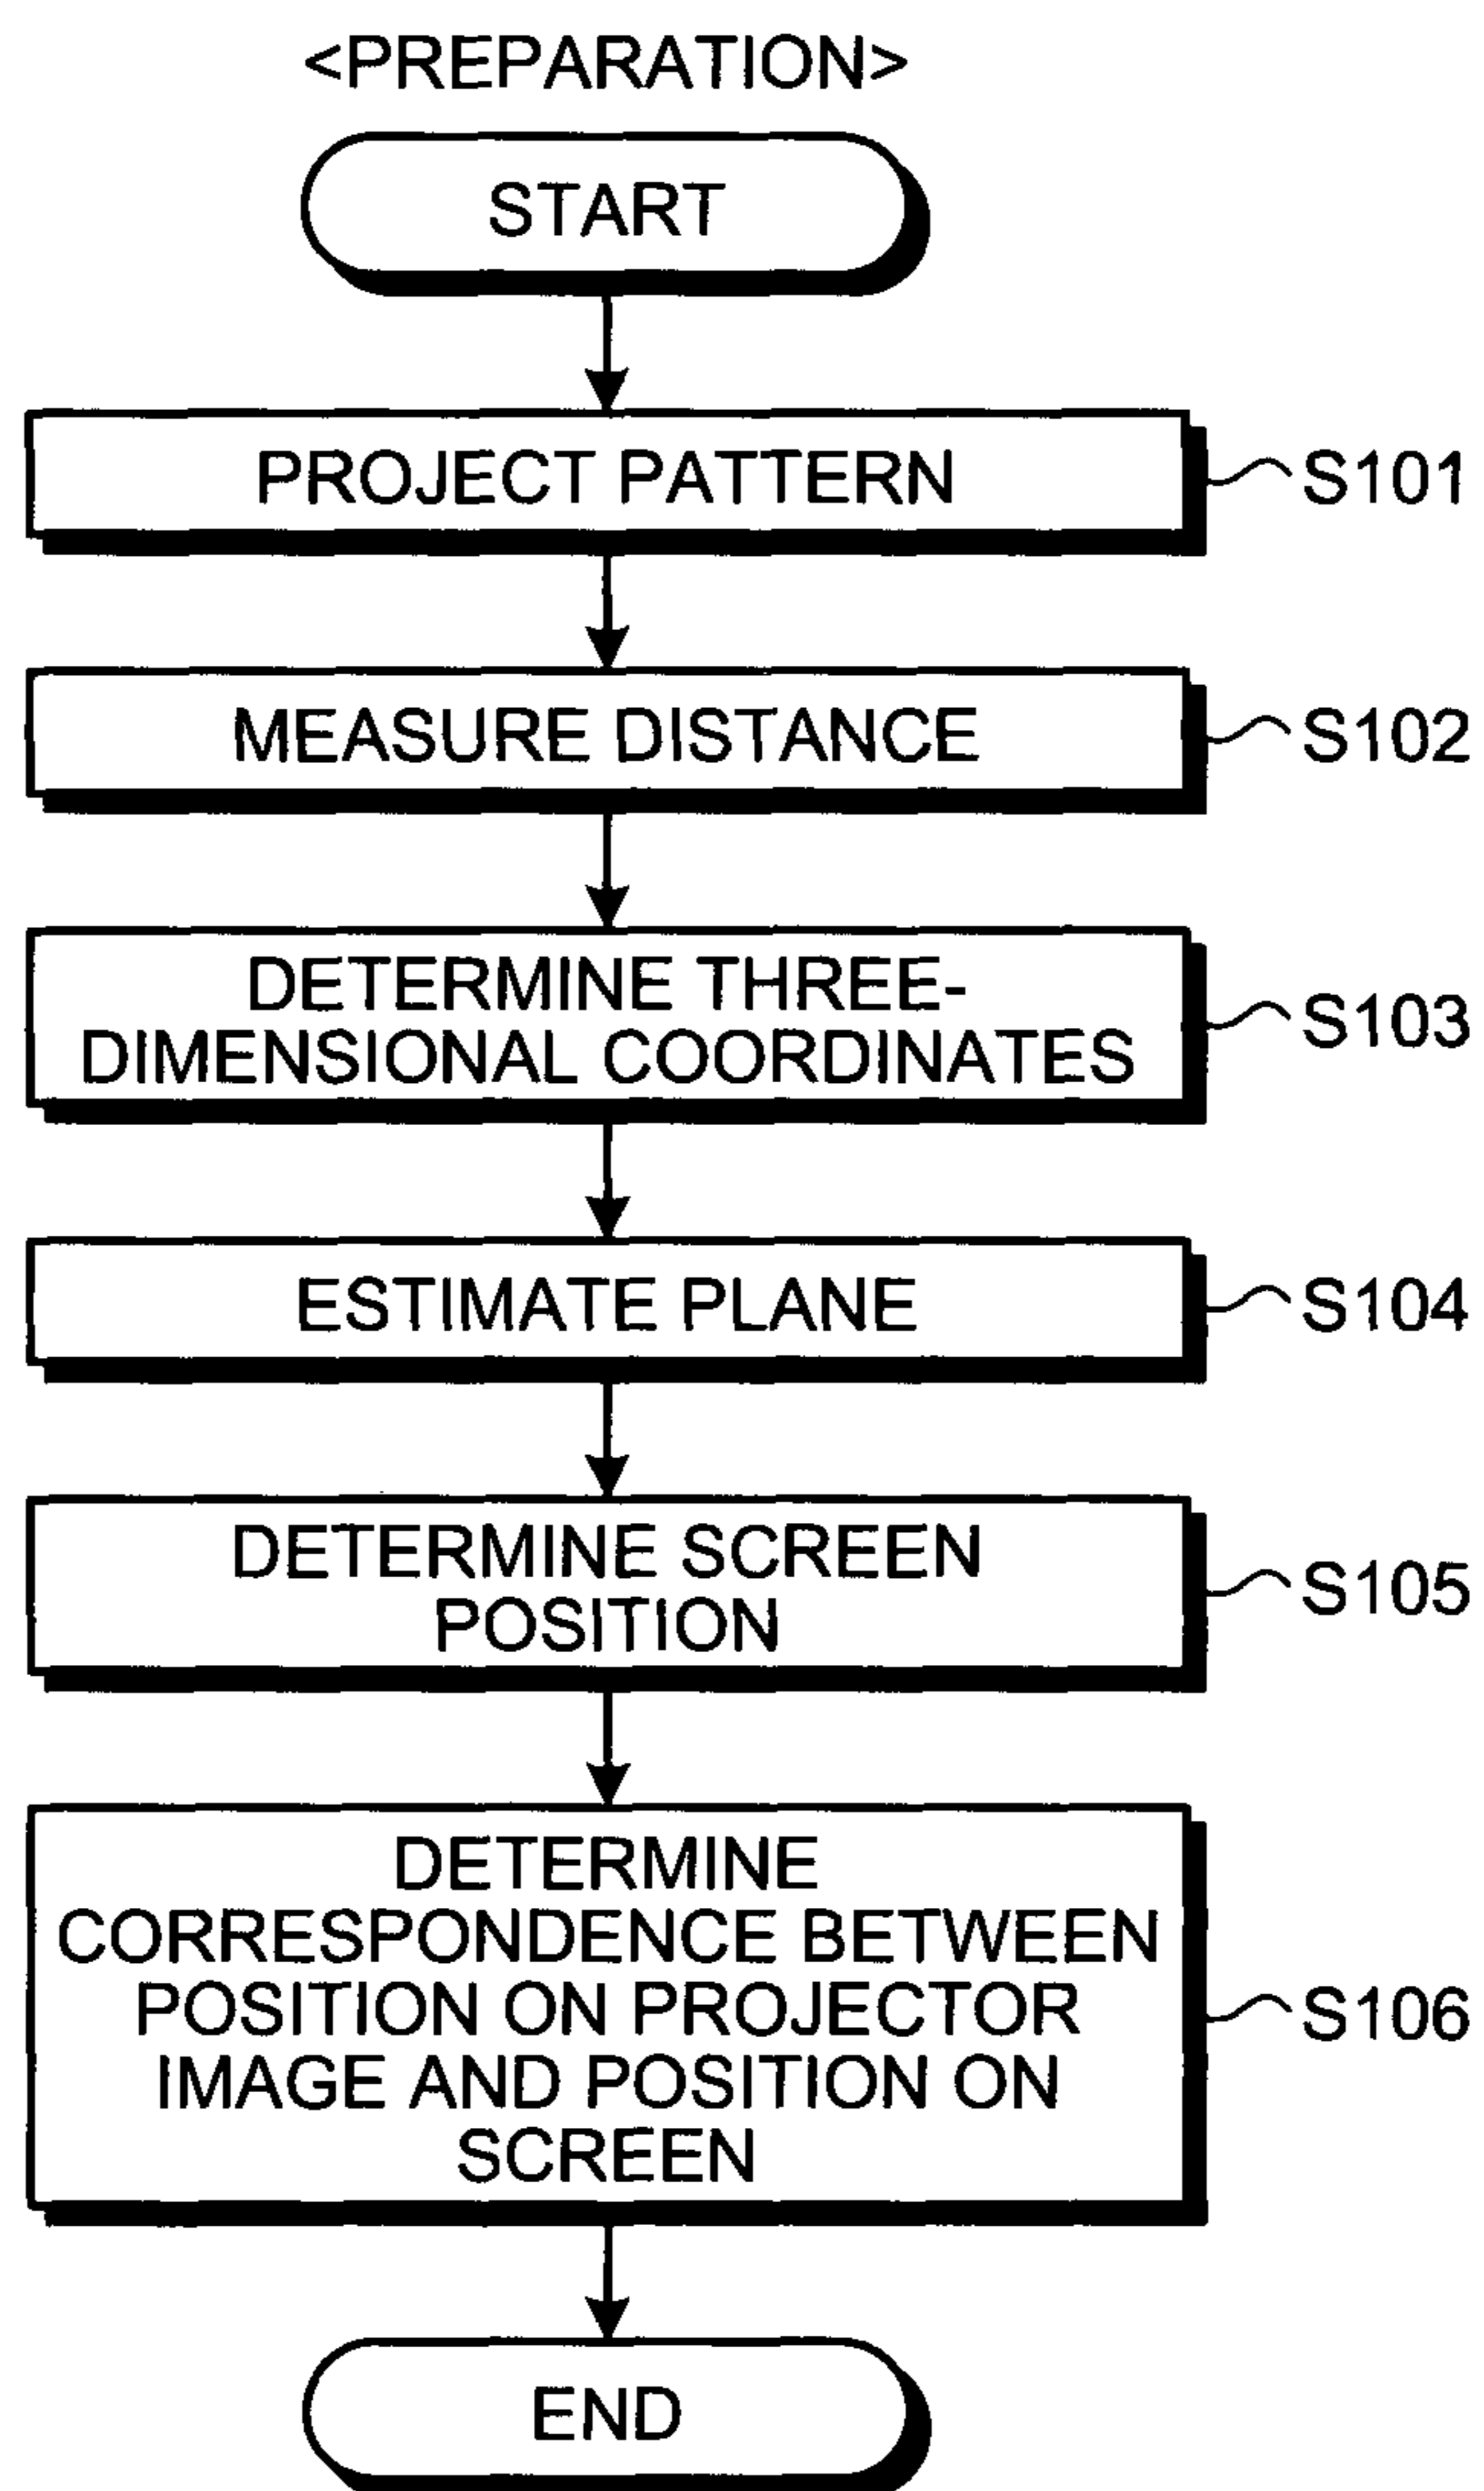 <PREPARATION>
START
PROJECT PATTERN
S101
MEASURE DISTANCE
S102
DETERMINE THREE-
DIMENSIONAL COORDINATES
S103
ESTIMATE PLANE
S104
DETERMINE SCREEN
POSITION
S105
DETERMINE
CORRESPONDENCE BETWEEN
POSITION ON PROJECTOR
IMAGE AND POSITION ON
SCREEN
S106
END